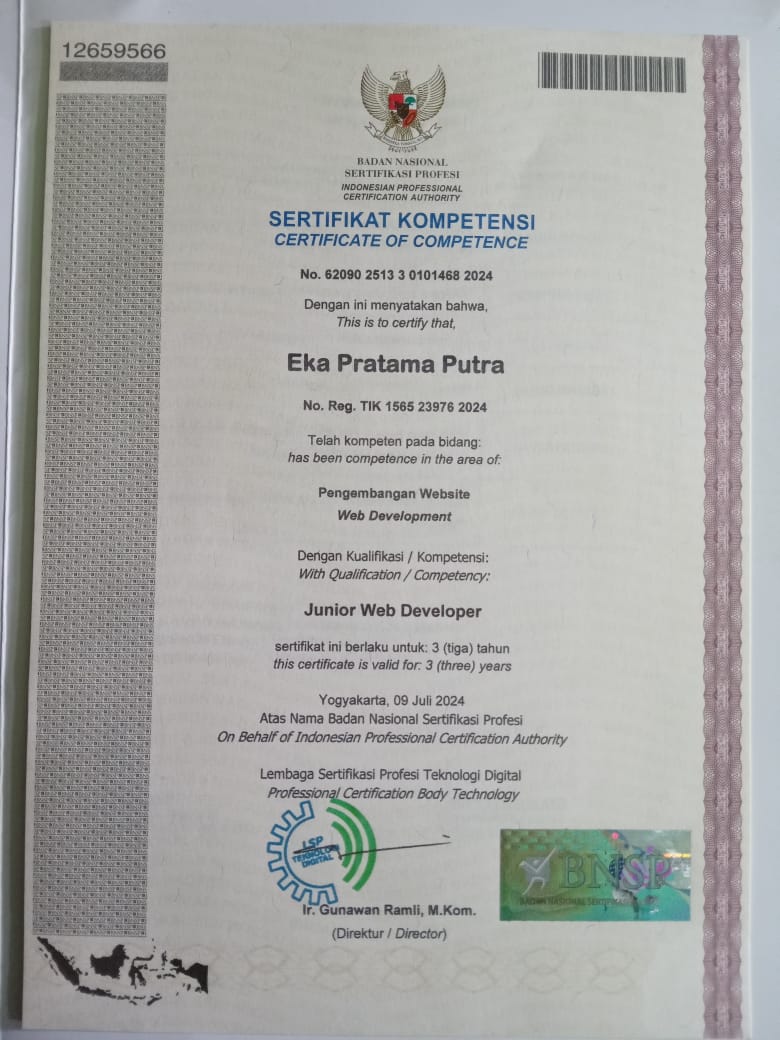 12659566
BADAN NASIONAL
SERTIFIKASI PROFESI
INDONESIAN PROFESSIONAL
CERTIFICATION AUTHORITY
SERTIFIKAT KOMPETENSI
CERTIFICATE OF COMPETENCE
No. 62090 2513 3 0101468 2024
Dengan ini menyatakan bahwa,
This is to certify that,
Eka Pratama Putra
No. Reg. TIK 1565 23976 2024
Telah kompeten pada bidang:
has been competence in the area of:
Pengembangan Website
Web Development
Dengan Kualifikasi / Kompetensi:
With Qualification / Competency:
Junior Web Developer
sertifikat ini berlaku untuk: 3 (tiga) tahun
this certificate is valid for: 3 (three) years
Yogyakarta, 09 Juli 2024
Atas Nama Badan Nasional Sertifikasi Profesi
On Behalf of Indonesian Professional Certification Authority
Lembaga Sertifikasi Profesi Teknologi Digital
Professional Certification Body Technology
LSP
TEKNOLOGI
DIGITAL
BNSP
BADAN NASIONAL SERTIFIKASI
Ir. Gunawan Ramli, M.Kom.
(Direktur / Director)